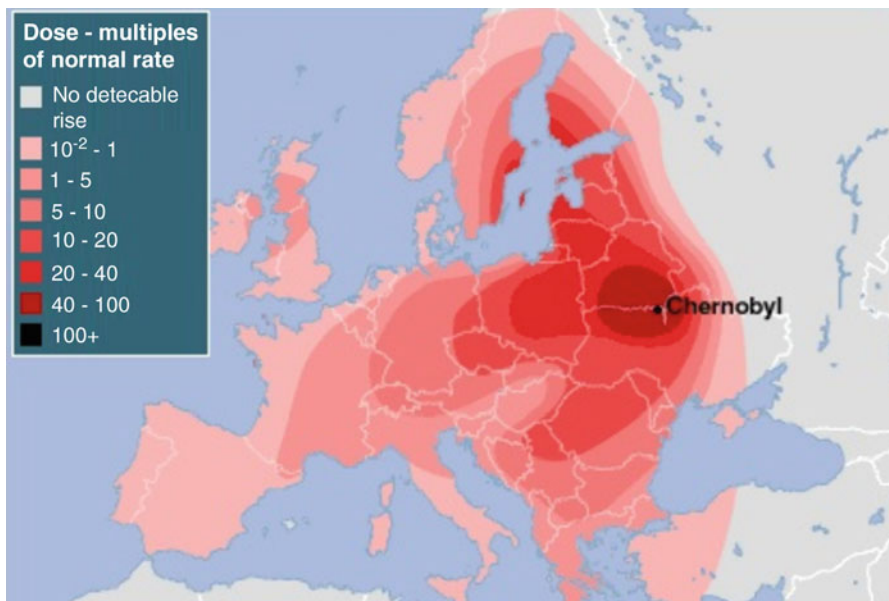 Dose - multiples
of normal rate
No detecable
rise
10⁻² - 1
1 - 5
5 - 10
10 - 20
20 - 40
40 - 100
100+
Chernobyl